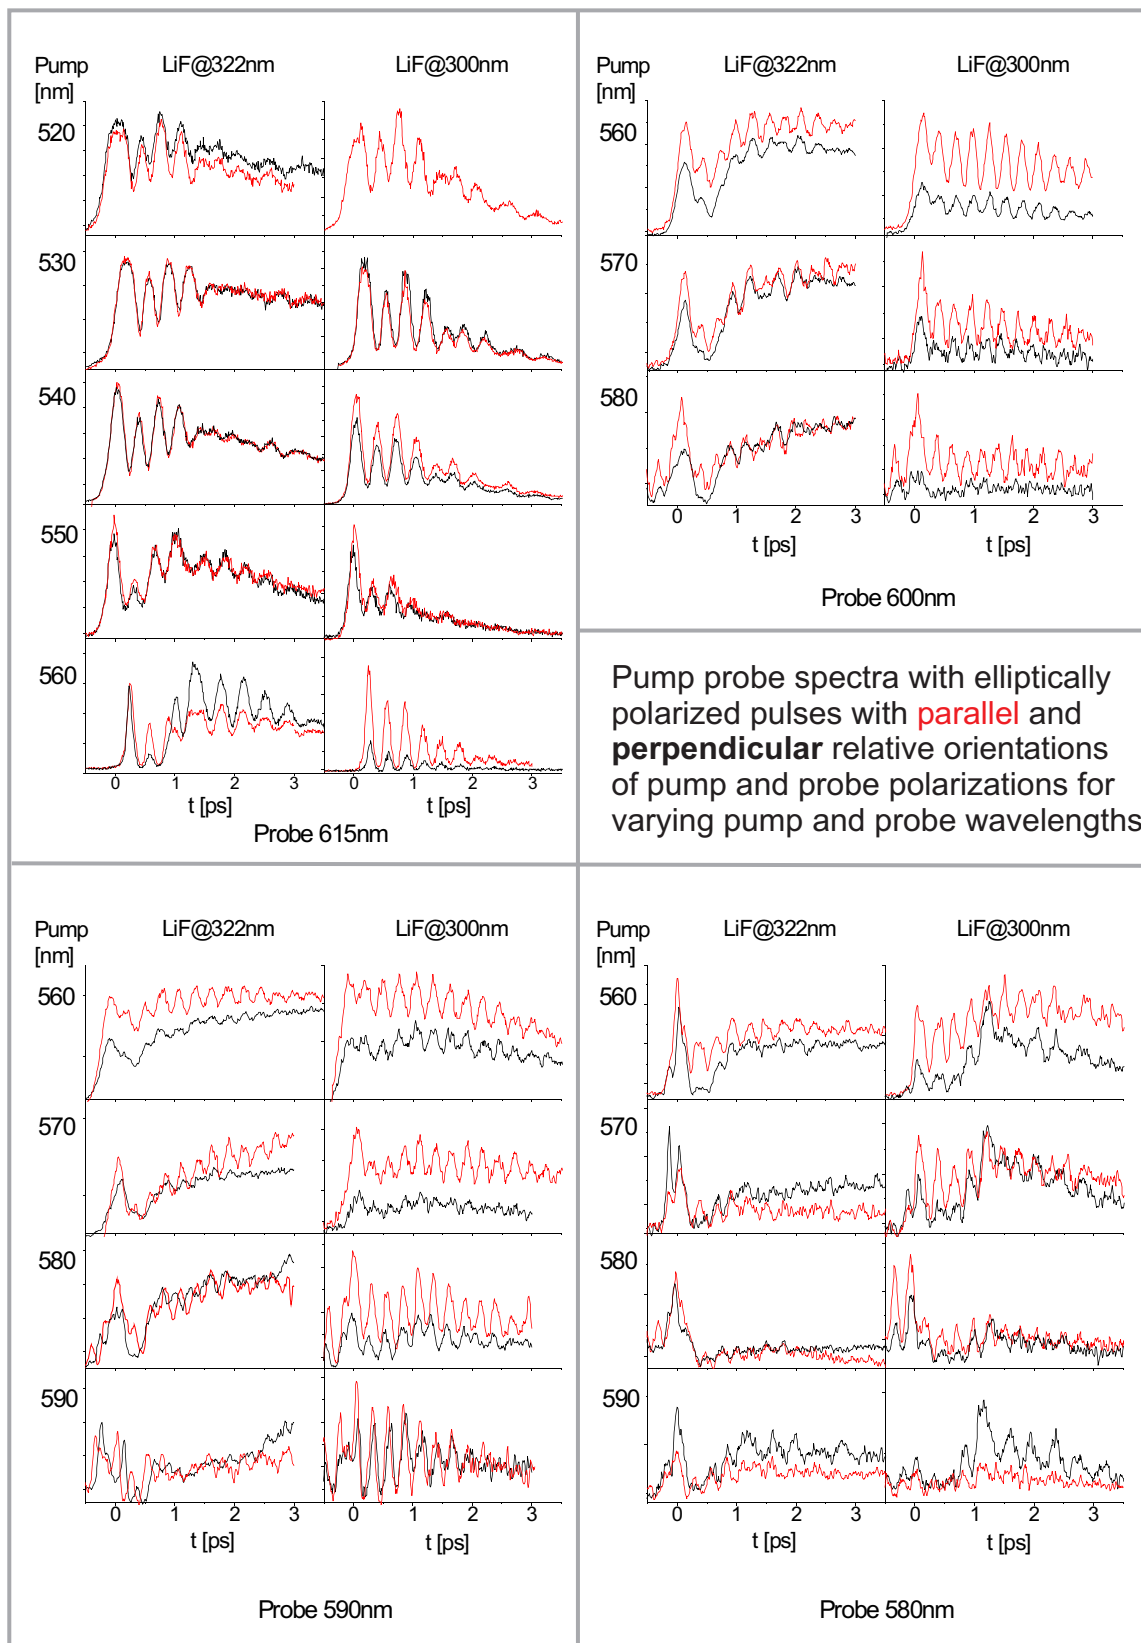 Pump
[nm]
LiF@322nm
LiF@300nm
520
530
540
550
560
0
1
2
3
0
1
2
3
t [ps]
t [ps]
Probe 615nm
Pump
[nm]
LiF@322nm
LiF@300nm
560
570
580
0
1
2
3
0
1
2
3
t [ps]
t [ps]
Probe 600nm
Pump probe spectra with elliptically
polarized pulses with parallel and
perpendicular relative orientations
of pump and probe polarizations for
varying pump and probe wavelengths
Pump
[nm]
LiF@322nm
LiF@300nm
560
570
580
590
0
1
2
3
0
1
2
3
t [ps]
t [ps]
Probe 590nm
Pump
[nm]
LiF@322nm
LiF@300nm
560
570
580
590
0
1
2
3
0
1
2
3
t [ps]
t [ps]
Probe 580nm